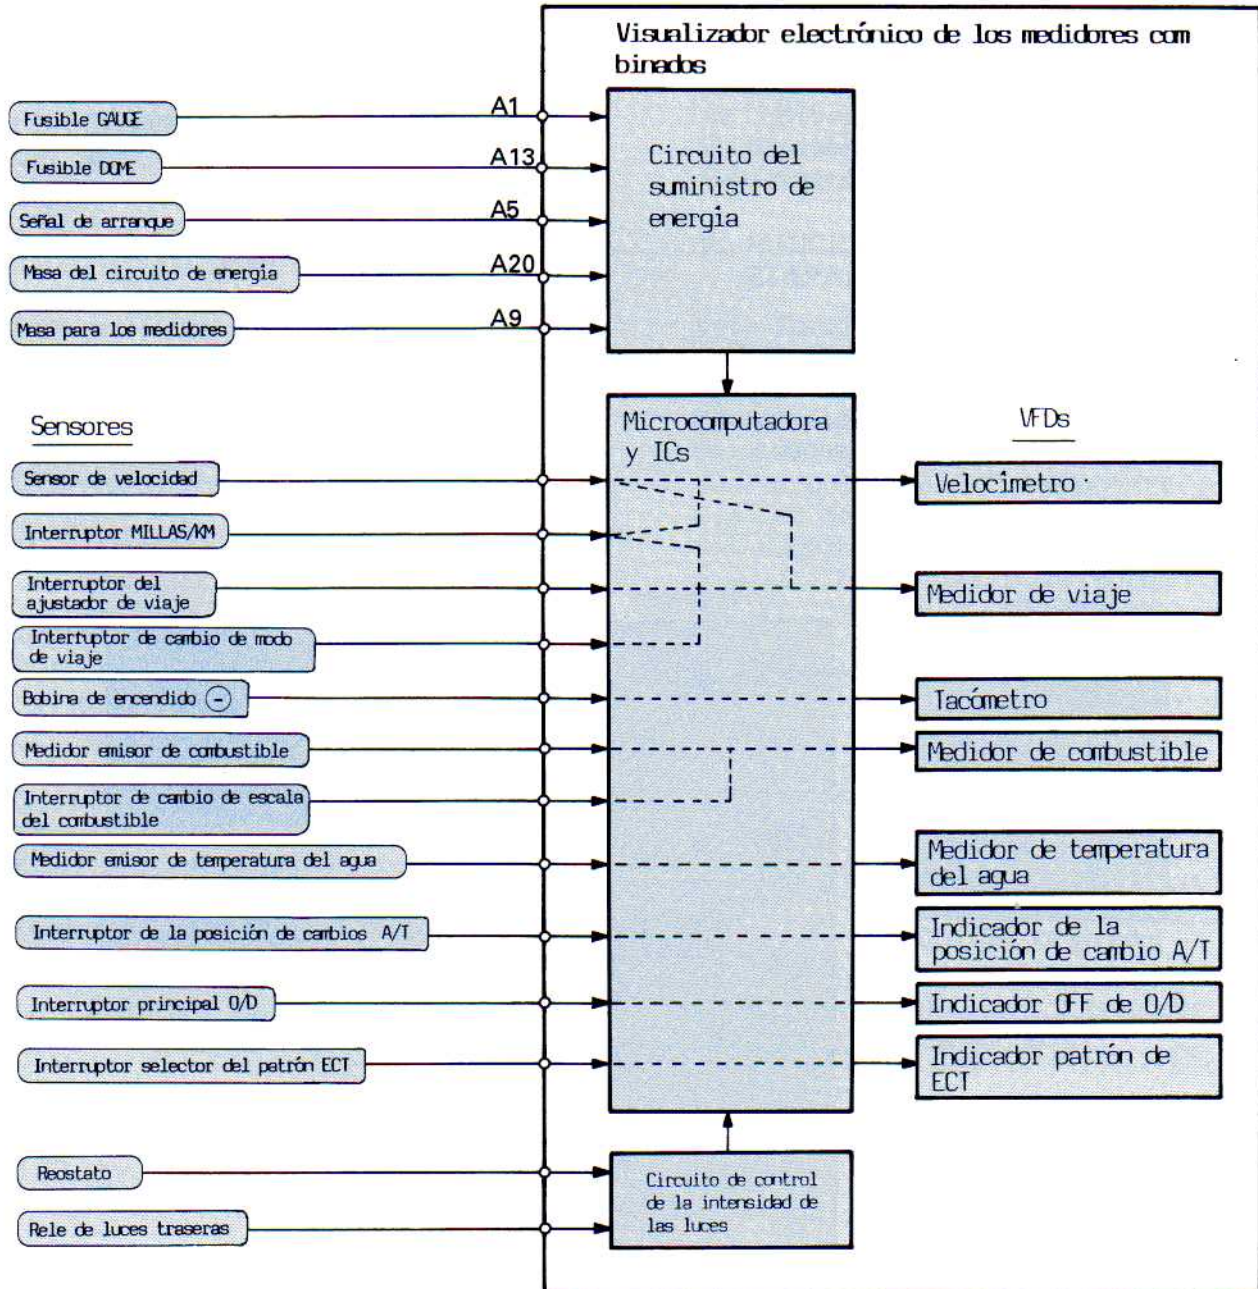 Visualizador electrónico de los medidores com
binados
Fusible GAUGE
A1
Fusible DOME
A13
Señal de arranque
A5
Masa del circuito de energía
A20
Masa para los medidores
A9
Circuito del
suministro de
energía
Sensores
Microcomputadora
y ICs
VFDs
Sensor de velocidad
Velocímetro
Interruptor MILLAS/KM
Interruptor del
ajustador de viaje
Medidor de viaje
Interruptor de cambio de modo
de viaje
Bobina de encendido -
Tacómetro
Medidor emisor de combustible
Medidor de combustible
Interruptor de cambio de escala
del combustible
Medidor emisor de temperatura del agua
Medidor de temperatura
del agua
Interruptor de la posición de cambios A/T
Indicador de la
posición de cambio A/T
Interruptor principal O/D
Indicador OFF de O/D
Interruptor selector del patrón ECT
Indicador patrón de
ECT
Reostato
Rele de luces traseras
Circuito de control
de la intensidad de
las luces